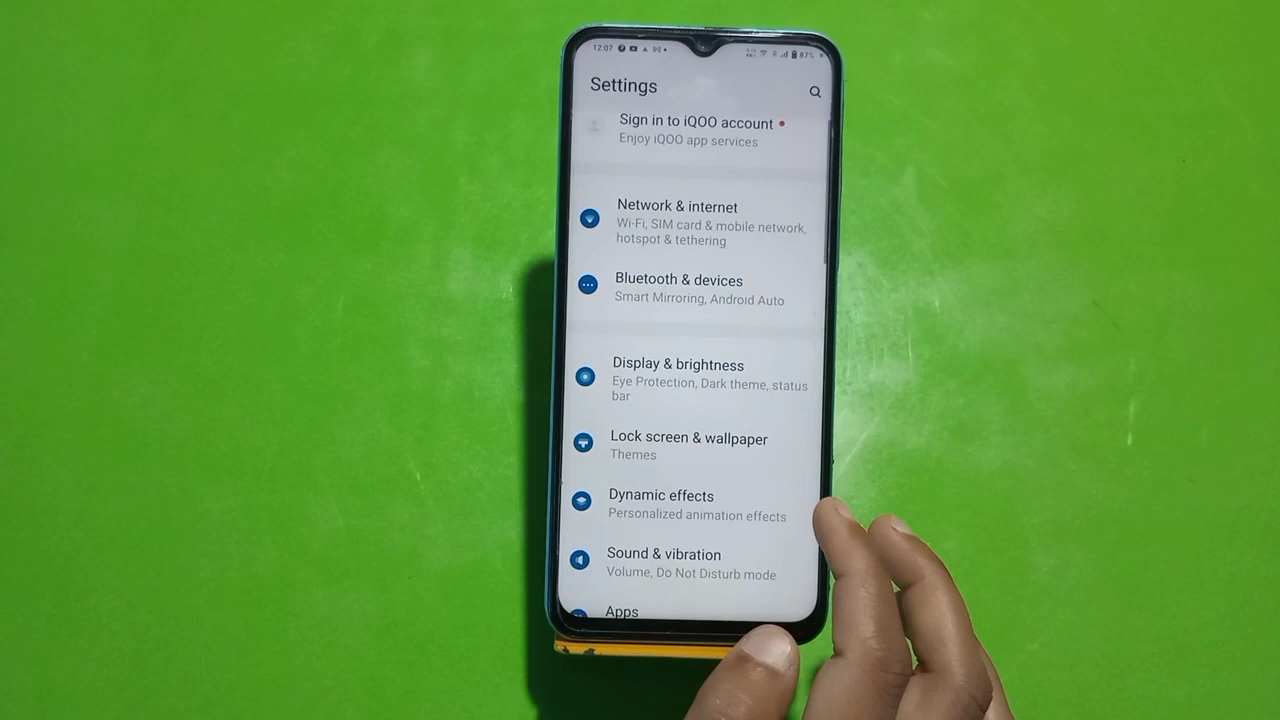 12:07
87%
Settings
Sign in to iQOO account
Enjoy iQOO app services
Network & internet
Wi-Fi, SIM card & mobile network,
hotspot & tethering
Bluetooth & devices
Smart Mirroring, Android Auto
Display & brightness
Eye Protection, Dark theme, status
bar
Lock screen & wallpaper
Themes
Dynamic effects
Personalized animation effects
Sound & vibration
Volume, Do Not Disturb mode
Apps